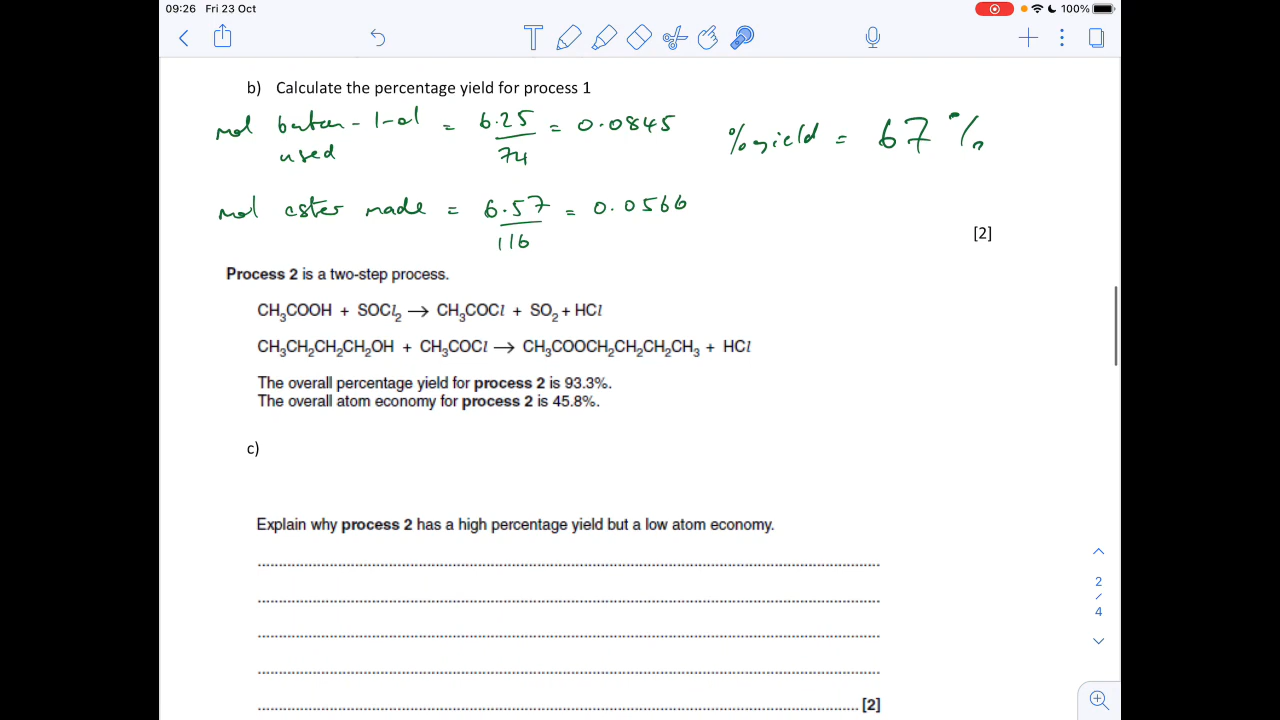 09:26 Fri 23 Oct
100%
T
b) Calculate the percentage yield for process 1
mol butan-1-ol = 6.25/74 = 0.0845
used
% yield = 67 %
mol ester made = 6.57/116 = 0.0566
[2]
Process 2 is a two-step process.
CH₃COOH + SOCl₂ → CH₃COCl + SO₂ + HCl
CH₃CH₂CH₂CH₂OH + CH₃COCl → CH₃COOCH₂CH₂CH₂CH₃ + HCl
The overall percentage yield for process 2 is 93.3%.
The overall atom economy for process 2 is 45.8%.
c)
Explain why process 2 has a high percentage yield but a low atom economy.
[2]
2
/
4